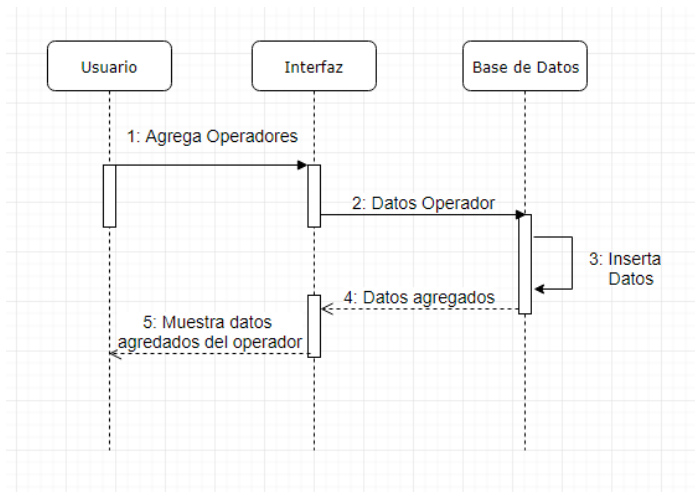 Usuario
Interfaz
Base de Datos
1: Agrega Operadores
2: Datos Operador
3: Inserta
Datos
4: Datos agregados
5: Muestra datos
agredados del operador